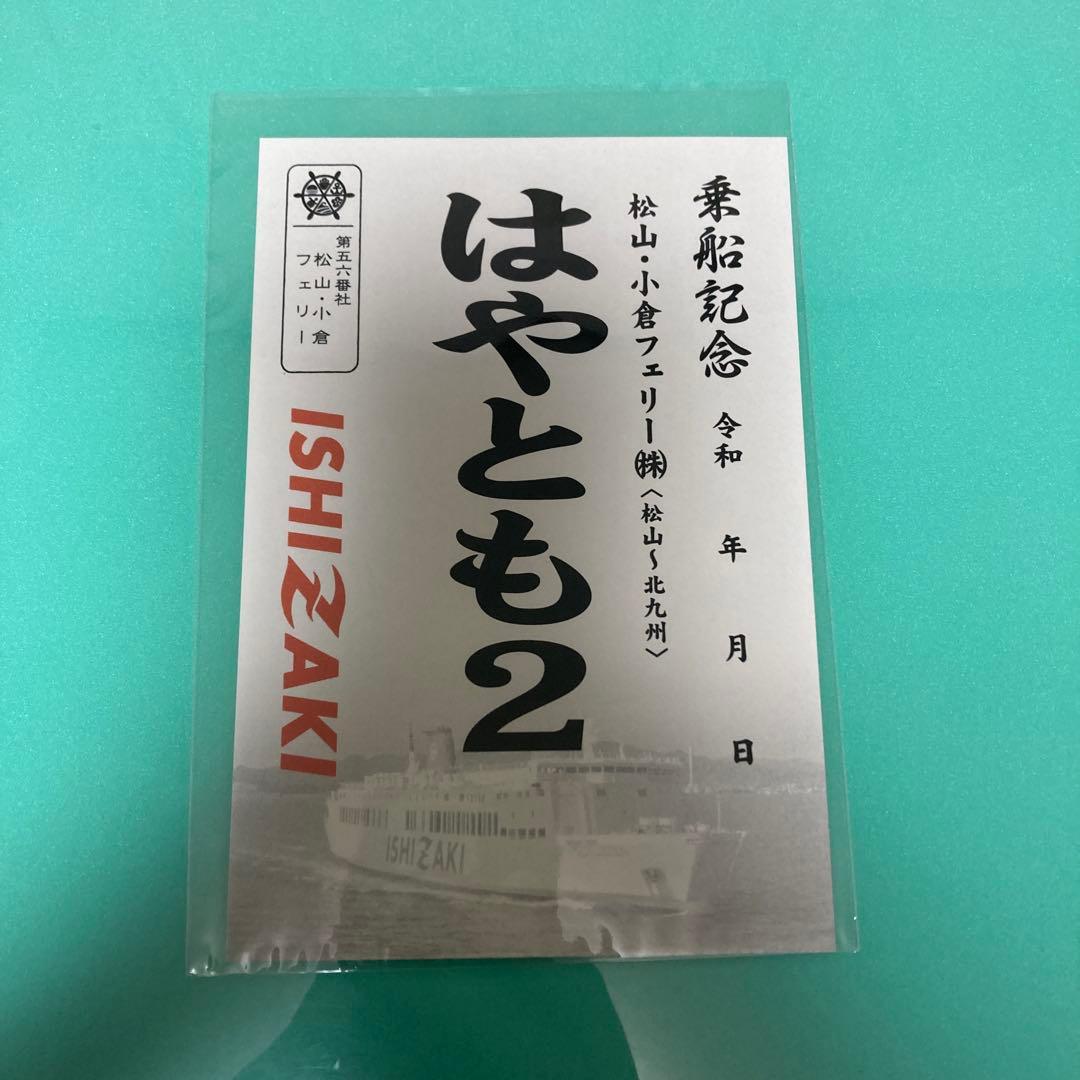 乗船記念 令和 年 月 日
松山・小倉フェリー㈱〈松山～北九州〉
はやとも2
第五六番社
松山・小倉
フェリー
ISHIZAKI
ISHIZAKI